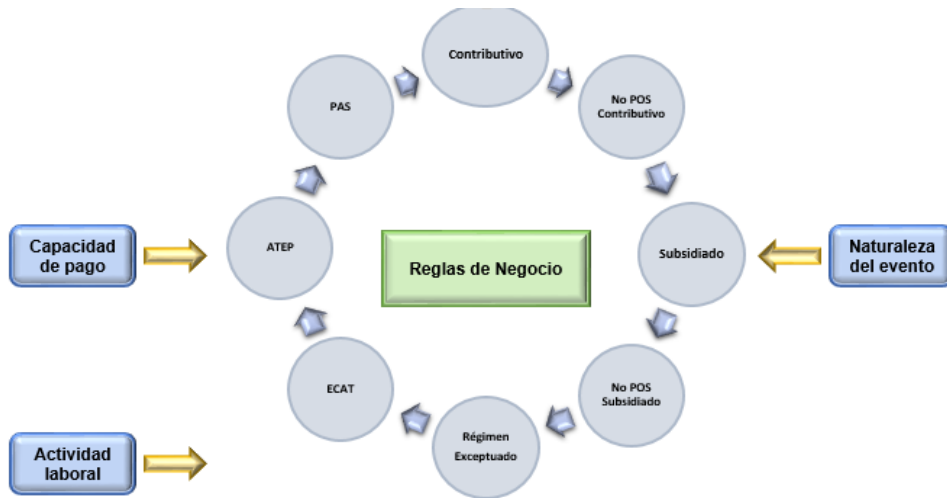 Contributivo
PAS
No POS
Contributivo
Capacidad
de pago
ATEP
Reglas de Negocio
Subsidiado
Naturaleza
del evento
ECAT
No POS
Subsidiado
Régimen
Exceptuado
Actividad
laboral